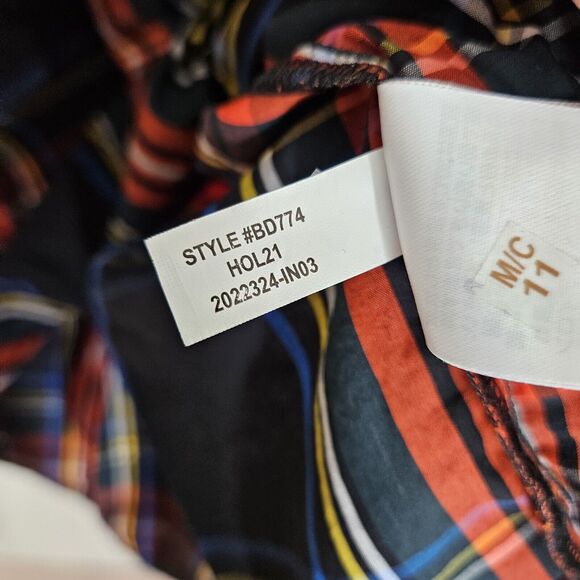 STYLE #BD774
HOL21
2022324-IN03
M/C
11